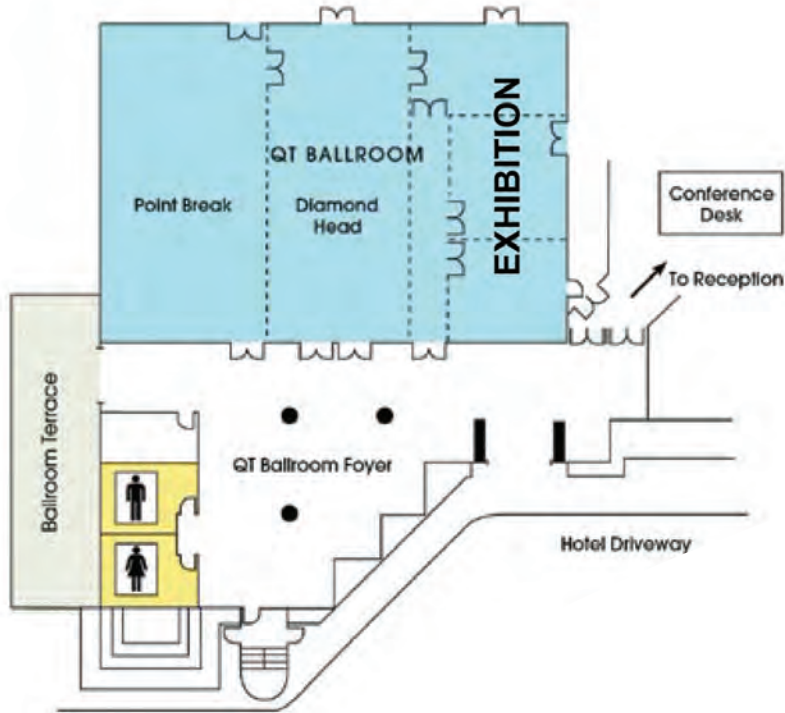 QT BALLROOM
Point Break
Diamond
Head
EXHIBITION
Conference
Desk
To Reception
Ballroom Terrace
QT Ballroom Foyer
Hotel Driveway